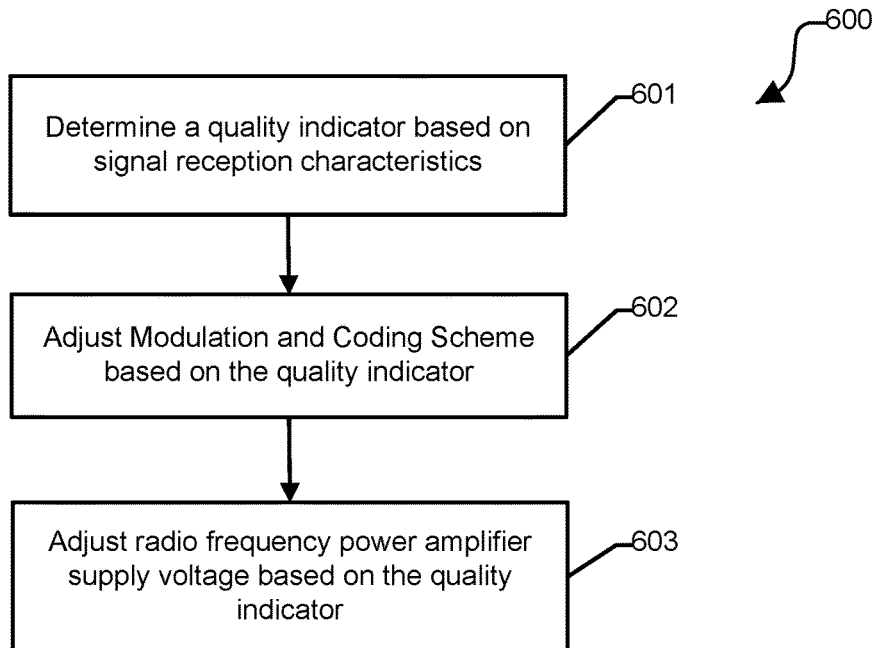 600
601
Determine a quality indicator based on
signal reception characteristics
602
Adjust Modulation and Coding Scheme
based on the quality indicator
603
Adjust radio frequency power amplifier
supply voltage based on the quality
indicator